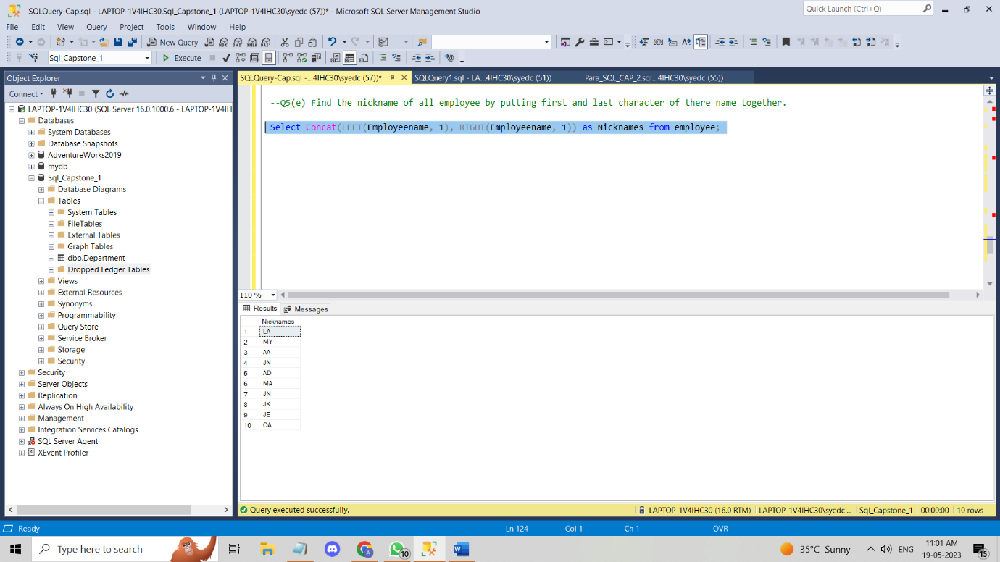 SQLQuery-Cap.sql - LAPTOP-1V4IHC30.Sql_Capstone_1 (LAPTOP-1V4IHC30\syedc (57))* - Microsoft SQL Server Management Studio
Quick Launch (Ctrl+Q)
File Edit View Query Project Tools Window Help
New Query
Sql_Capstone_1
Execute
Object Explorer
SQLQuery-Cap.sql -...4IHC30\syedc (57))*
SQLQuery1.sql - LA...4IHC30\syedc (51))
Para_SQL_CAP_2.sql...4IHC30\syedc (55))
Connect
LAPTOP-1V4IHC30 (SQL Server 16.0.1000.6 - LAPTOP-1V4IH
Databases
System Databases
Database Snapshots
AdventureWorks2019
mydb
Sql_Capstone_1
Database Diagrams
Tables
System Tables
FileTables
External Tables
Graph Tables
dbo.Department
Dropped Ledger Tables
Views
External Resources
Synonyms
Programmability
Query Store
Service Broker
Storage
Security
Security
Server Objects
Replication
Always On High Availability
Management
Integration Services Catalogs
SQL Server Agent
XEvent Profiler
--Q5(e) Find the nickname of all employee by putting first and last character of there name together.
Select Concat(LEFT(Employeename, 1), RIGHT(Employeename, 1)) as Nicknames from employee;
110 %
Results Messages
Nicknames
1 LA
2 MY
3 AA
4 JN
5 AD
6 MA
7 JN
8 JK
9 JE
10 OA
Query executed successfully.
LAPTOP-1V4IHC30 (16.0 RTM) LAPTOP-1V4IHC30\syedc ... Sql_Capstone_1 00:00:00 10 rows
Ready Ln 124 Col 1 Ch 1 OVR
Type here to search
10
35°C Sunny
ENG
11:01 AM
19-05-2023
15